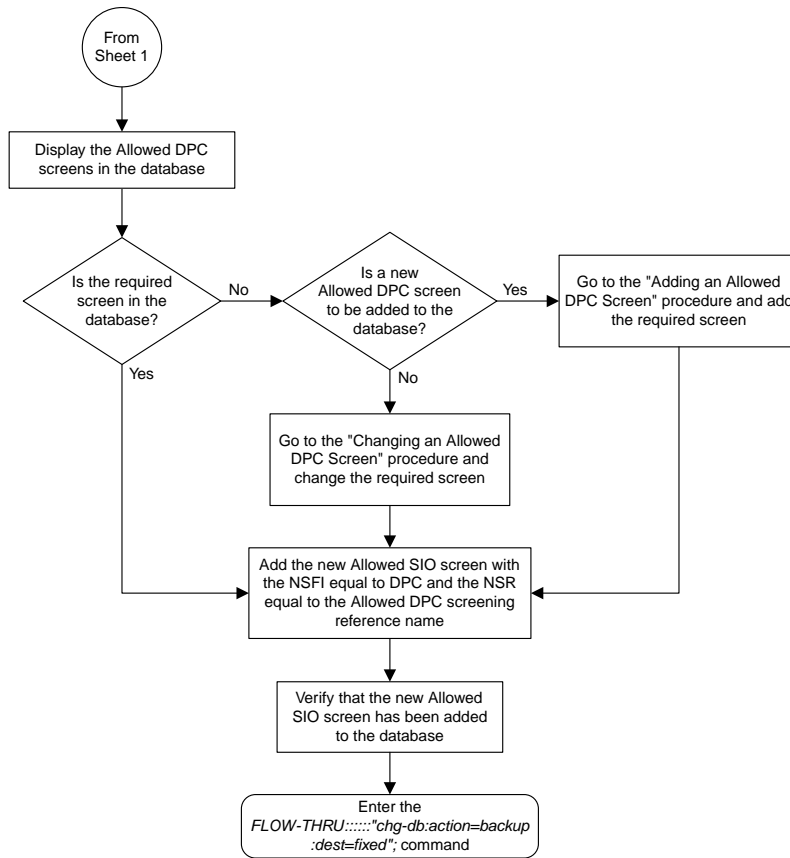 From
Sheet 1
Display the Allowed DPC
screens in the database
Is the required
screen in the
database?
No
Yes
Is a new
Allowed DPC screen
to be added to the
database?
Yes
No
Go to the "Adding an Allowed
DPC Screen" procedure and add
the required screen
Go to the "Changing an Allowed
DPC Screen" procedure and
change the required screen
Add the new Allowed SIO screen with
the NSFI equal to DPC and the NSR
equal to the Allowed DPC screening
reference name
Verify that the new Allowed
SIO screen has been added
to the database
Enter the
FLOW-THRU::::::"chg-db:action=backup
:dest=fixed"; command